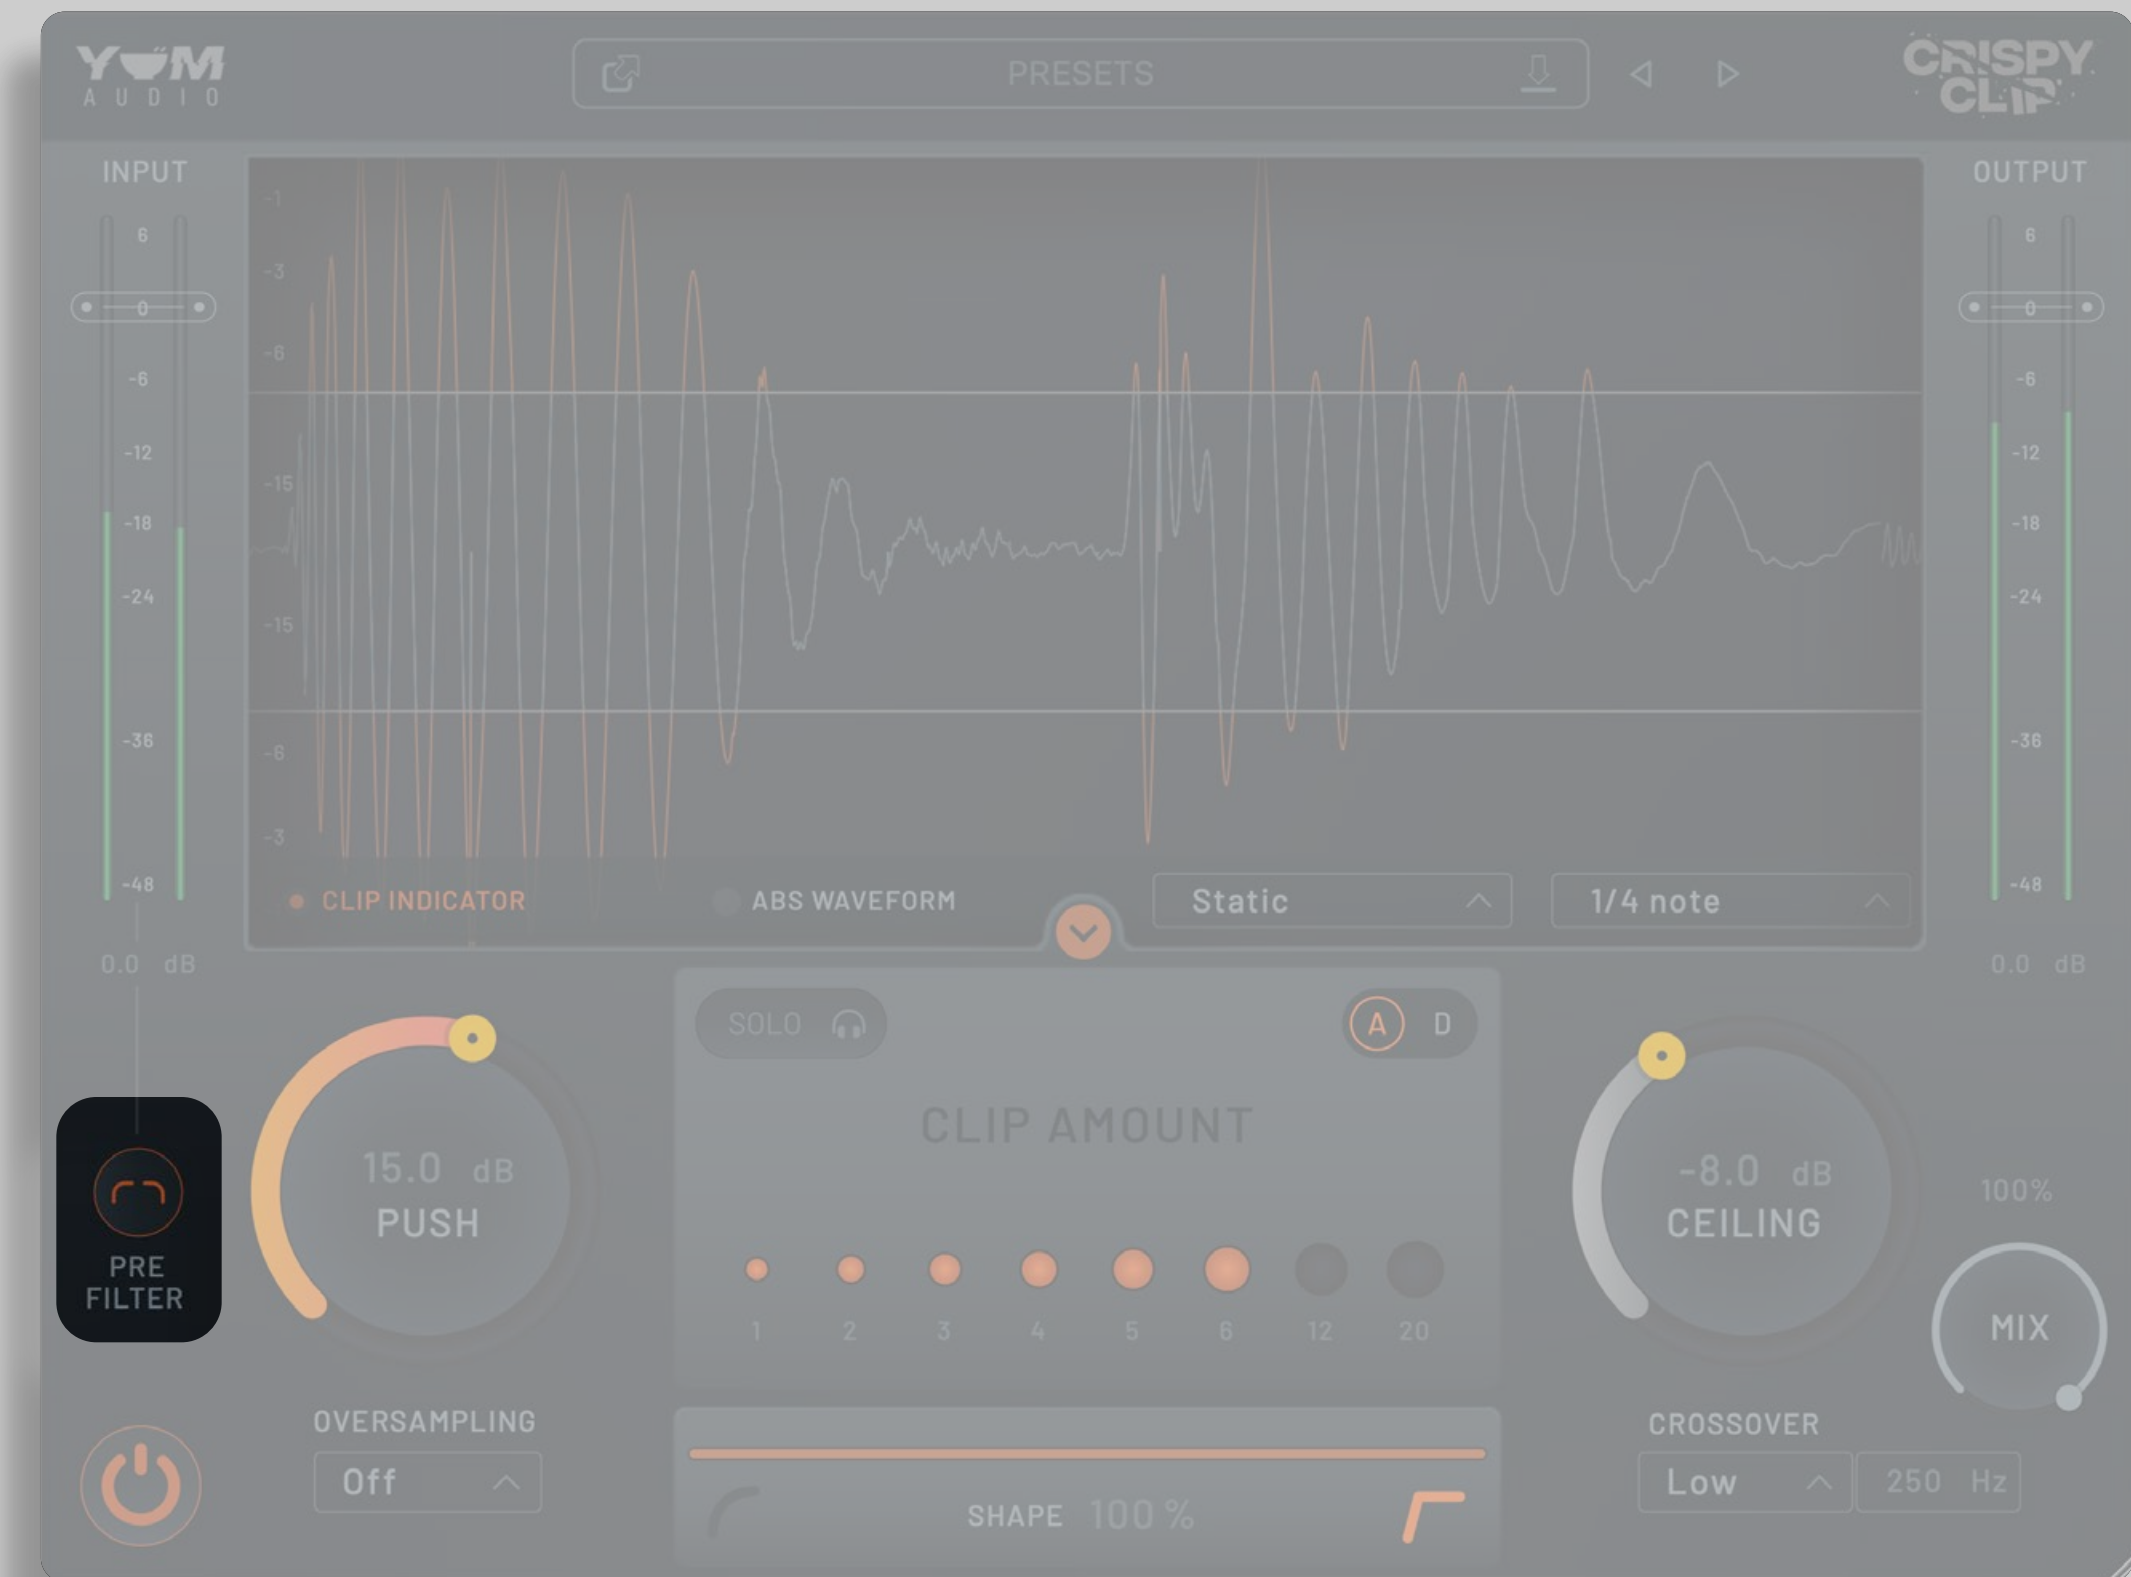 YUM
AUDIO
PRESETS
CRISPY
CLIP
INPUT
OUTPUT
6
0
-6
-12
-18
-24
-36
-48
0.0 dB
-1
-3
-6
-15
-15
-6
-3
6
0
-6
-12
-18
-24
-36
-48
0.0 dB
CLIP INDICATOR
ABS WAVEFORM
Static
1/4 note
SOLO
A D
CLIP AMOUNT
15.0 dB
PUSH
-8.0 dB
CEILING
100%
MIX
PRE
FILTER
1 2 3 4 5 6 12 20
OVERSAMPLING
Off
SHAPE 100 %
CROSSOVER
Low
250 Hz